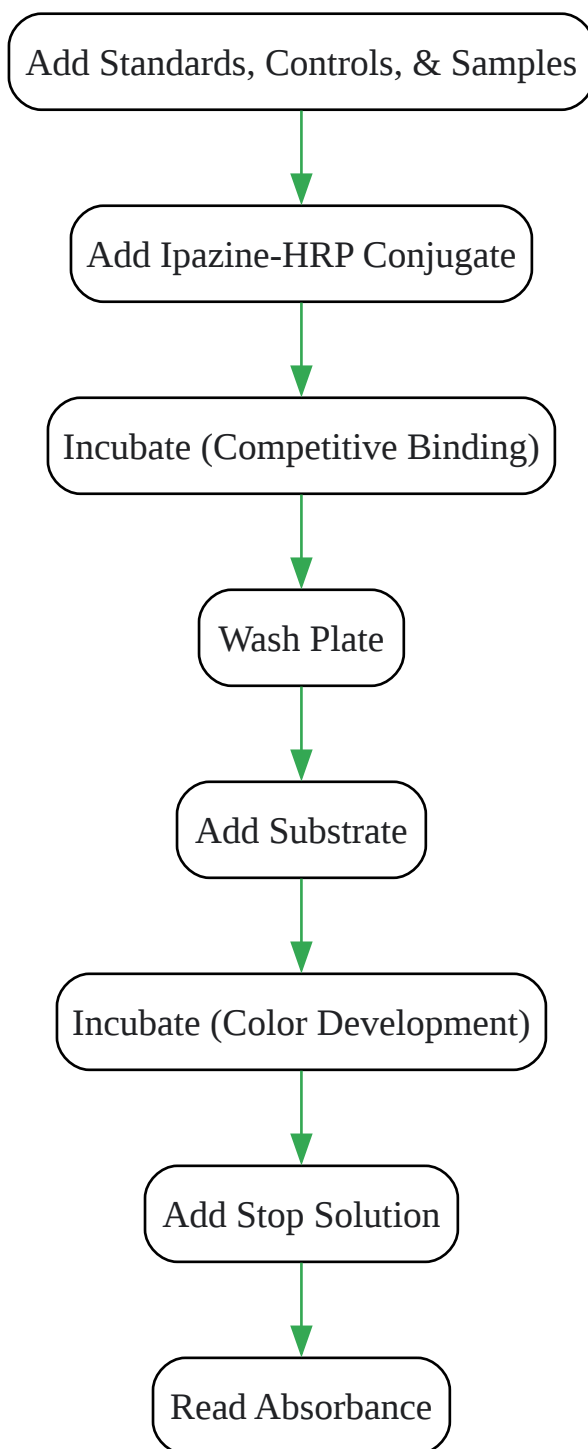 Add Standards, Controls, & Samples
Add Ipazine-HRP Conjugate
Incubate (Competitive Binding)
Wash Plate
Add Substrate
Incubate (Color Development)
Add Stop Solution
Read Absorbance